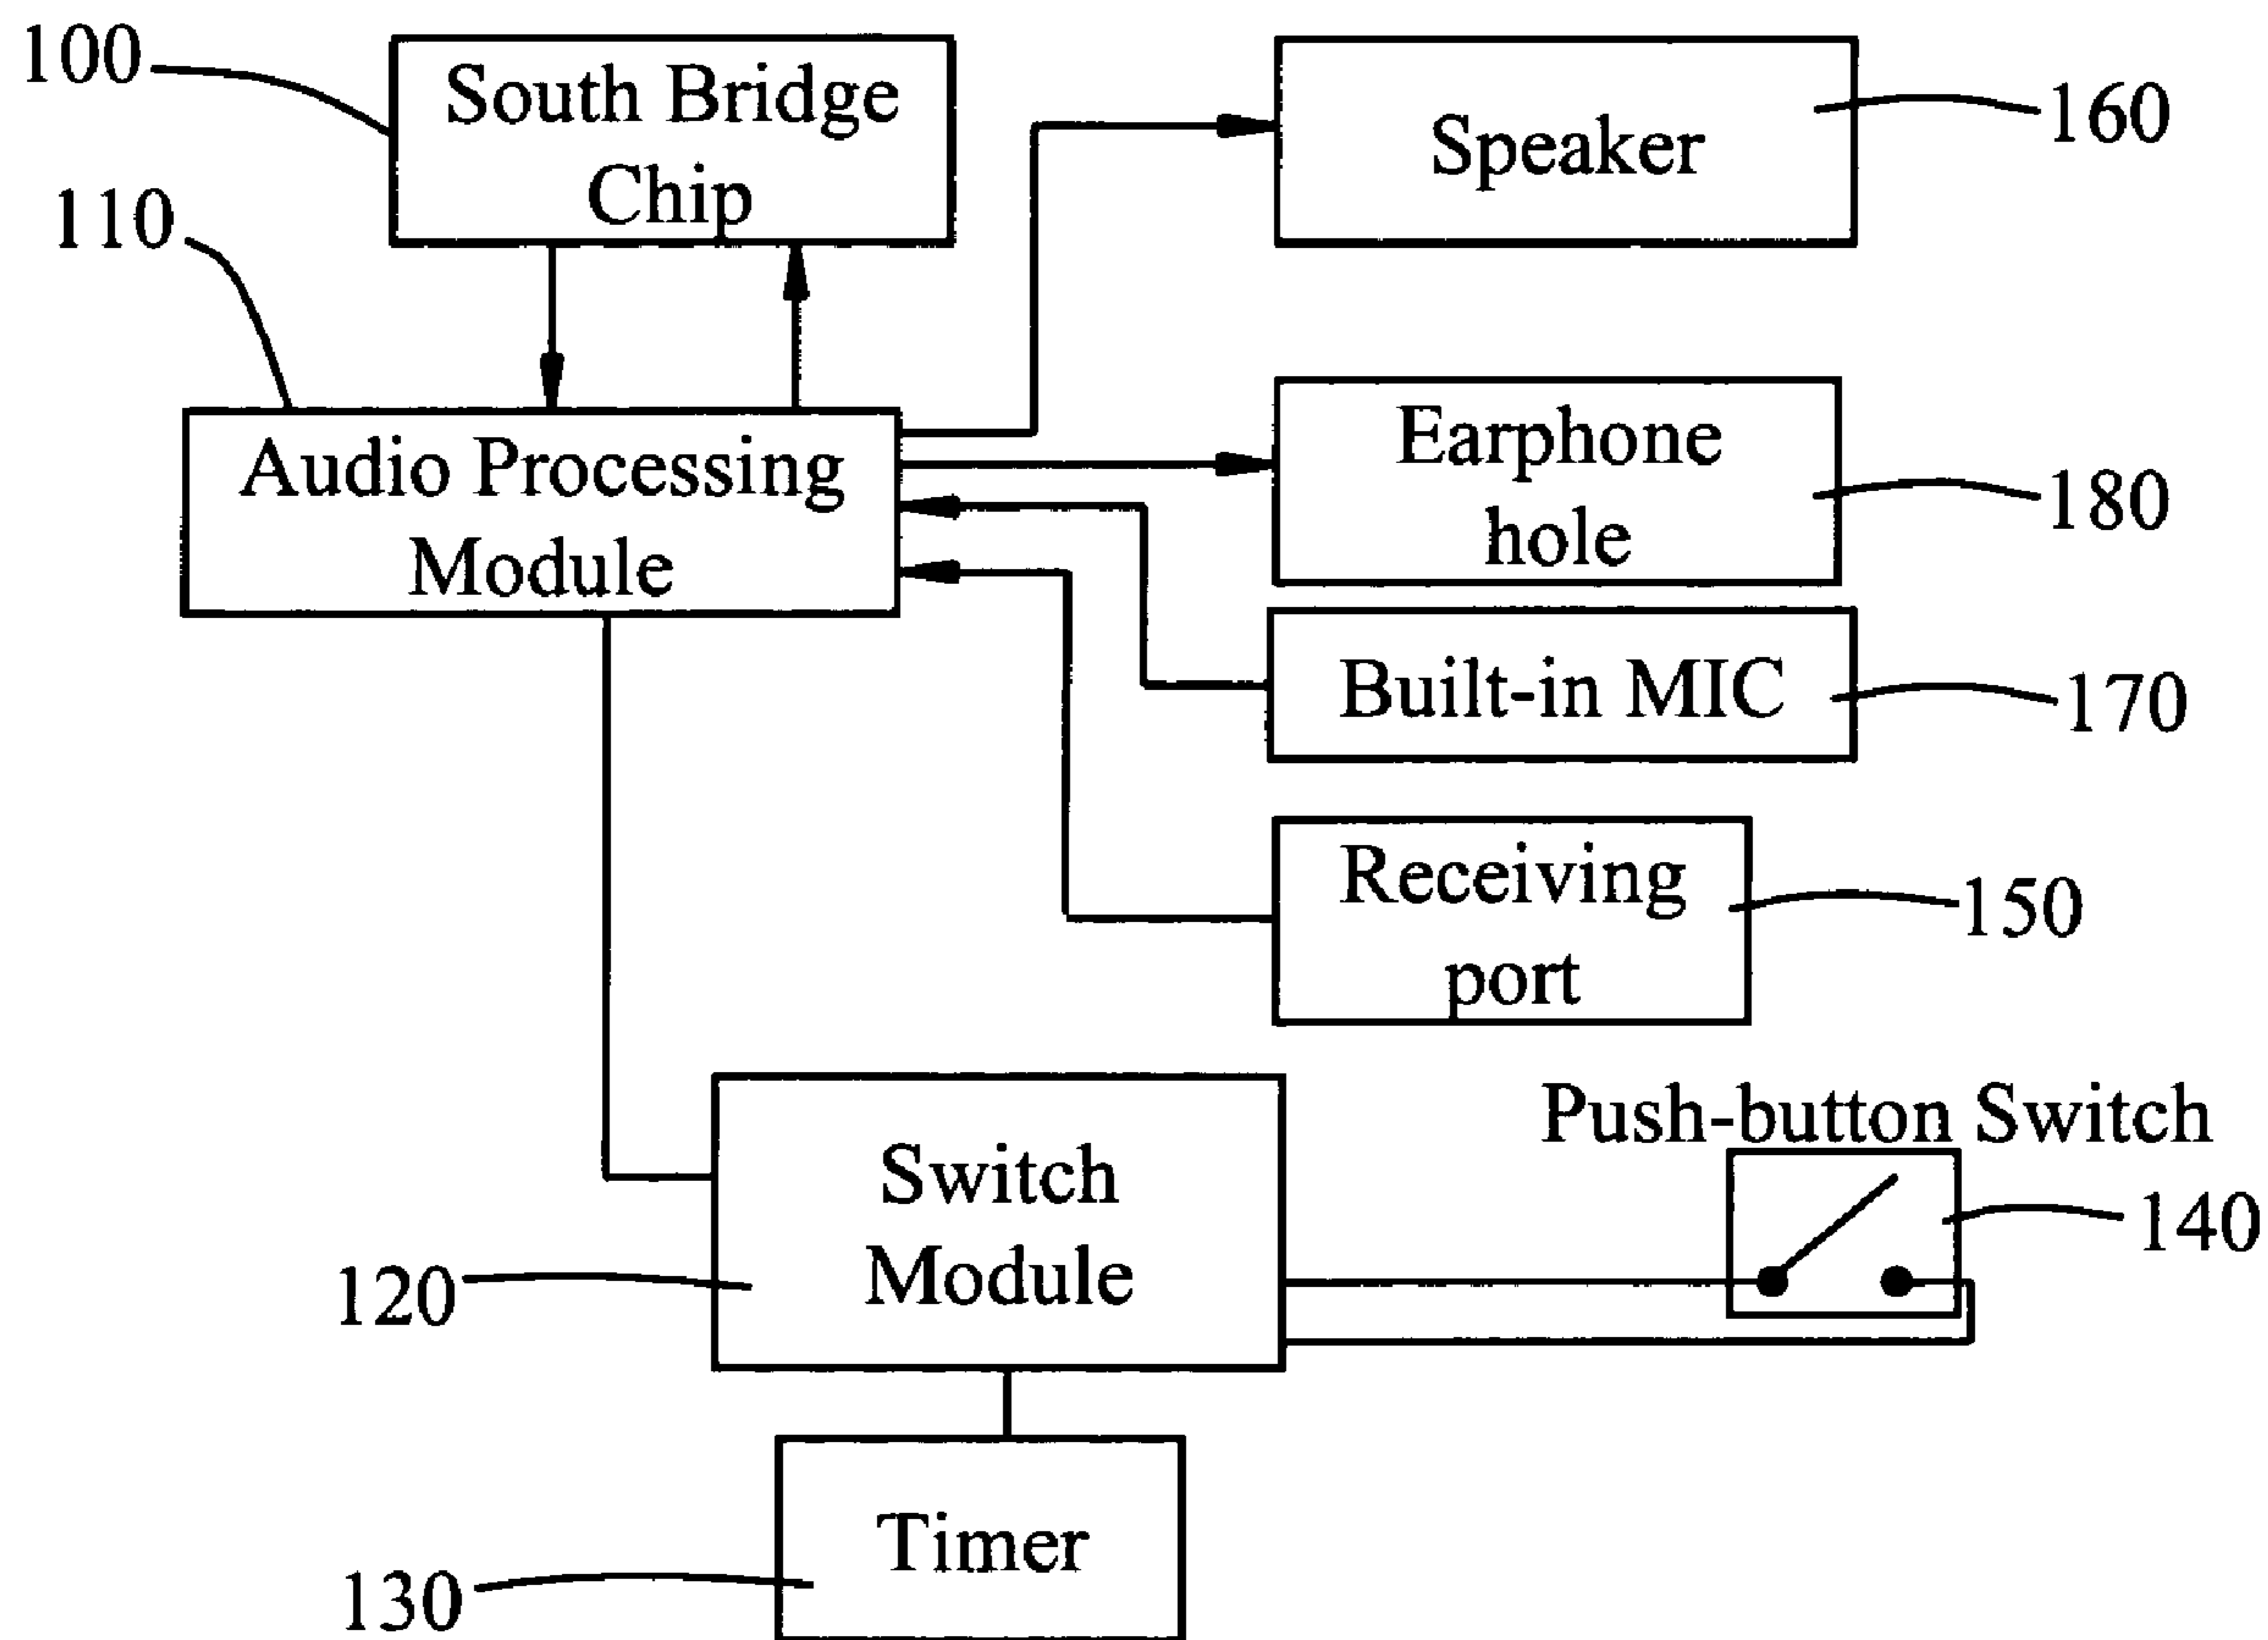 100
South Bridge
Chip
110
Speaker
160
Audio Processing
Module
Earphone
hole
180
Built-in MIC
170
Receiving
port
150
Switch
Module
120
Push-button Switch
140
Timer
130